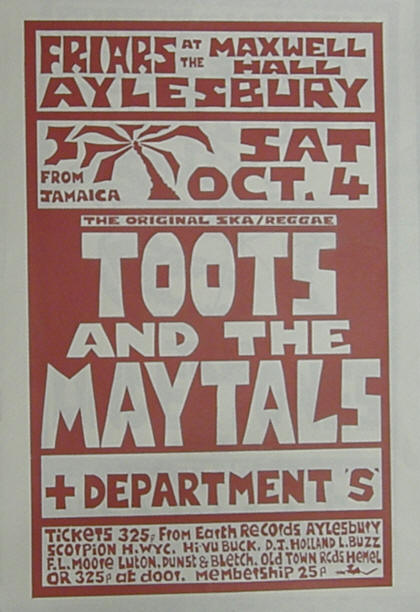 FRIARS AT THE MAXWELL HALL
AYLESBURY
FROM JAMAICA
SAT
OCT. 4
THE ORIGINAL SKA/REGGAE
TOOTS
AND THE
MAYTALS
+ DEPARTMENT 'S'
TICKETS 325p FROM EARTH RECORDS AYLESBURY
SCORPION H.WYC. HI-VU BUCK. D.J. HOLLAND L.BUZZ
F.L. MOORE LUTON, DUNST & BLETCH. OLD TOWN RCDS HEMEL
OR 325p at door. MEMBERSHIP 25p